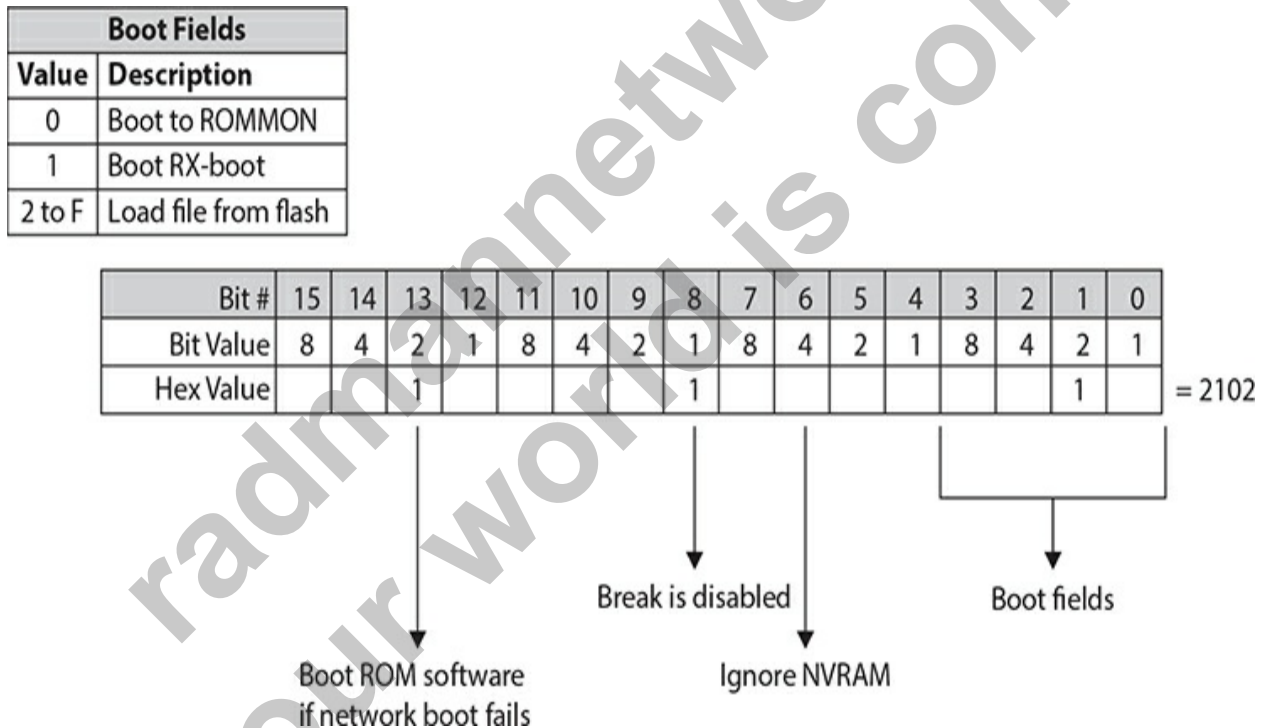 Boot Fields
Value Description
0 Boot to ROMMON
1 Boot RX-boot
2 to F Load file from flash
Bit # 15 14 13 12 11 10 9 8 7 6 5 4 3 2 1 0
Bit Value 8 4 2 1 8 4 2 1 8 4 2 1 8 4 2 1
Hex Value 1 1 1 = 2102
Break is disabled
Boot fields
Boot ROM software
if network boot fails
Ignore NVRAM
radmannetwo
our world is con